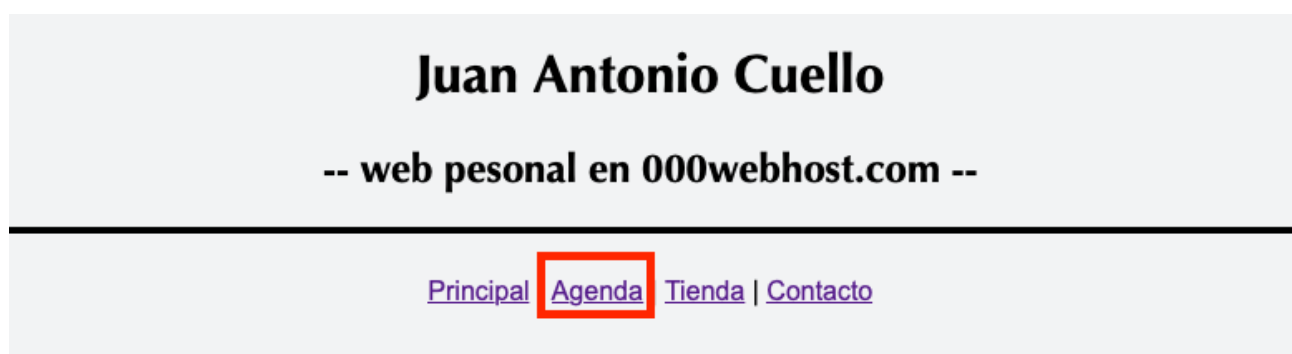 Juan Antonio Cuello
-- web pesonal en 000webhost.com --
Principal Agenda Tienda | Contacto